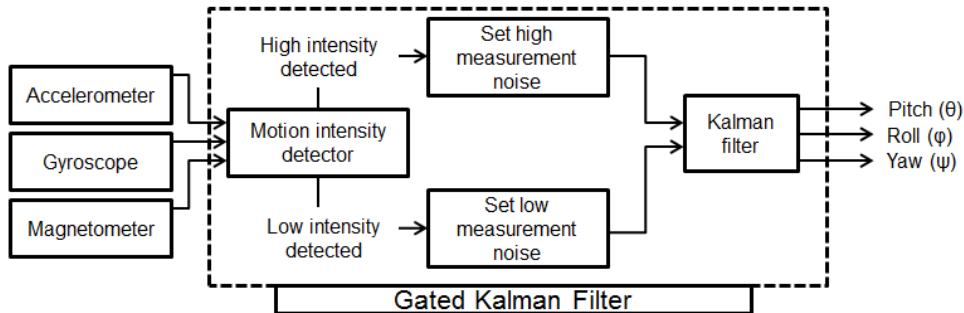 Accelerometer
Gyroscope
Magnetometer
High intensity
detected
Motion intensity
detector
Low intensity
detected
Set high
measurement
noise
Set low
measurement
noise
Kalman
filter
Pitch (θ)
Roll (φ)
Yaw (ψ)
Gated Kalman Filter